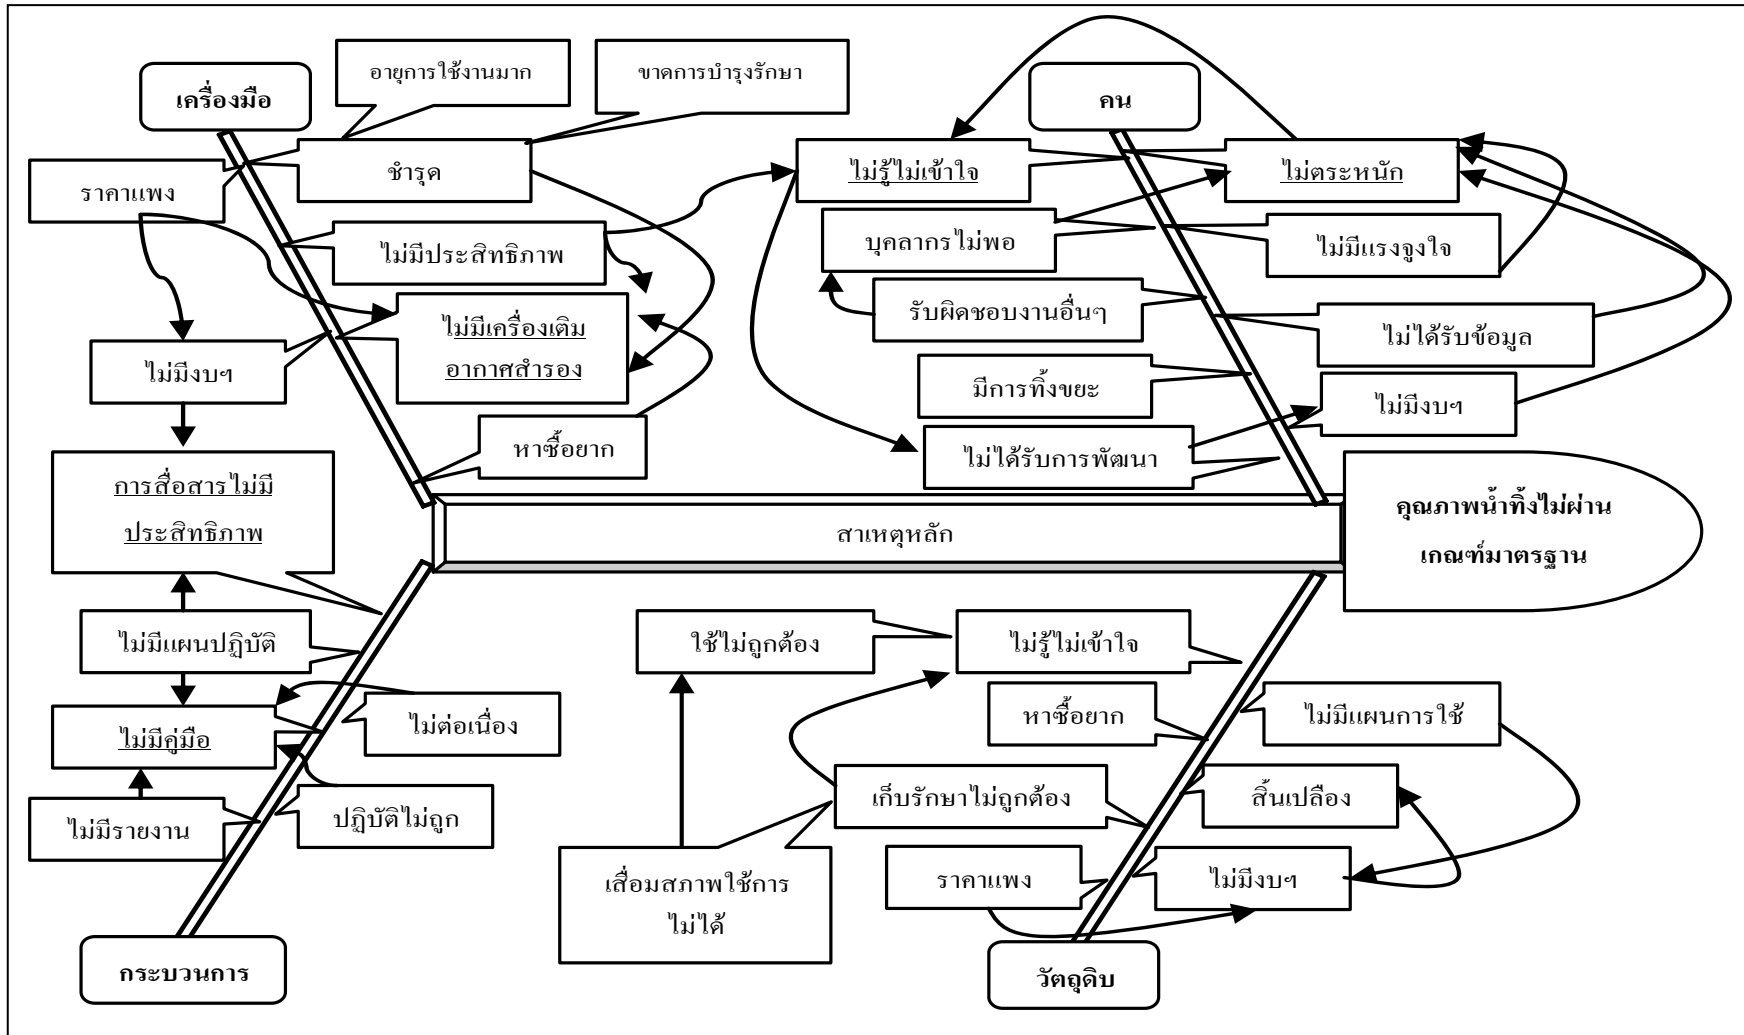 อายุการใช้งานมาก
ขาดการบำรุงรักษา
เครื่องมือ
คน
ราคาแพง
ชำรุด
ไม่รู้ไม่เข้าใจ
ไม่ตระหนัก
ไม่มีประสิทธิภาพ
บุคลากรไม่พอ
ไม่มีแรงจูงใจ
ไม่มีเครื่องเติม
อากาศสำรอง
รับผิดชอบงานอื่นๆ
ไม่ได้รับข้อมูล
ไม่มีงบฯ
มีการทิ้งขยะ
ไม่มีงบฯ
หาซื้อยาก
ไม่ได้รับการพัฒนา
การสื่อสารไม่มี
ประสิทธิภาพ
สาเหตุหลัก
คุณภาพน้ำทิ้งไม่ผ่าน
เกณฑ์มาตรฐาน
ไม่มีแผนปฏิบัติ
ใช้ไม่ถูกต้อง
ไม่รู้ไม่เข้าใจ
ไม่มีคู่มือ
ไม่ต่อเนื่อง
หาซื้อยาก
ไม่มีแผนการใช้
ไม่มีรายงาน
ปฏิบัติไม่ถูก
เก็บรักษาไม่ถูกต้อง
สิ้นเปลือง
เสื่อมสภาพใช้การ
ไม่ได้
ราคาแพง
ไม่มีงบฯ
กระบวนการ
วัตถุดิบ